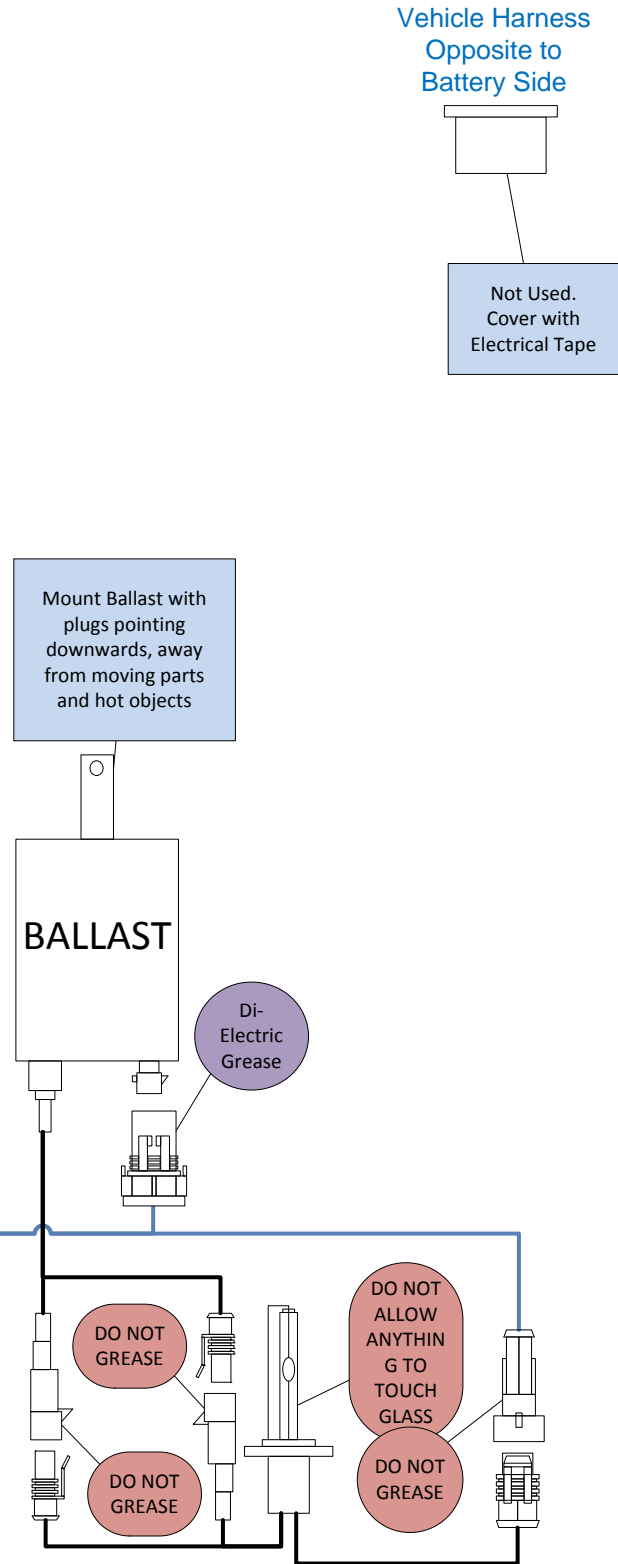 Vehicle Harness
Opposite to
Battery Side
Not Used.
Cover with
Electrical Tape
Mount Ballast with
plugs pointing
downwards, away
from moving parts
and hot objects
BALLAST
Di-
Electric
Grease
DO NOT
GREASE
DO NOT
ALLOW
ANYTHIN
G TO
TOUCH
GLASS
DO NOT
GREASE
DO NOT
GREASE